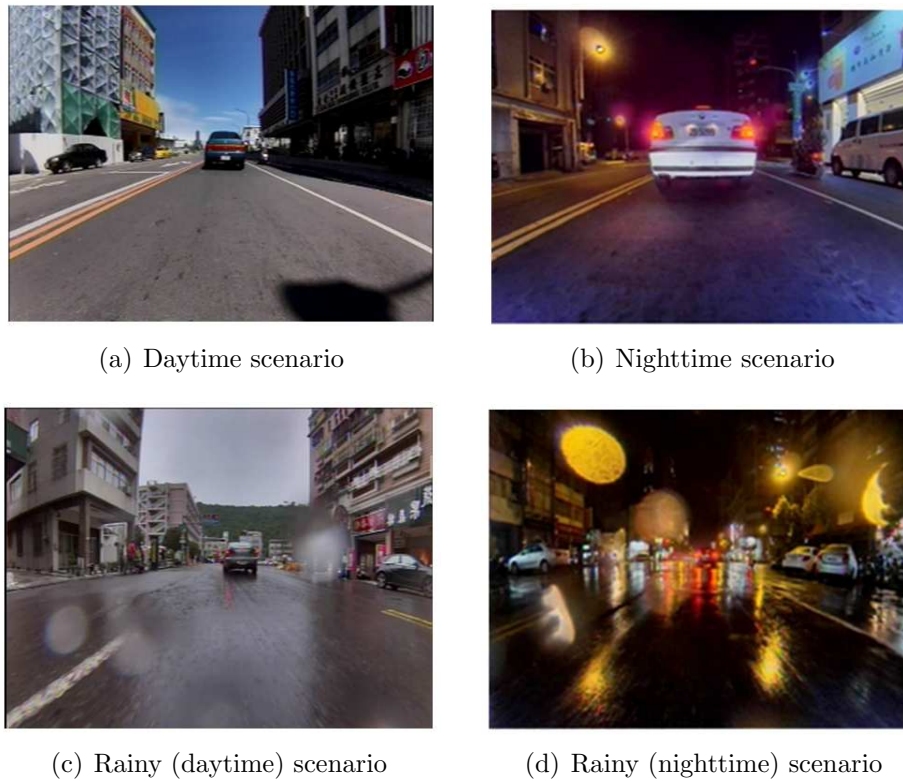 (a) Daytime scenario
(b) Nighttime scenario
(c) Rainy (daytime) scenario
(d) Rainy (nighttime) scenario